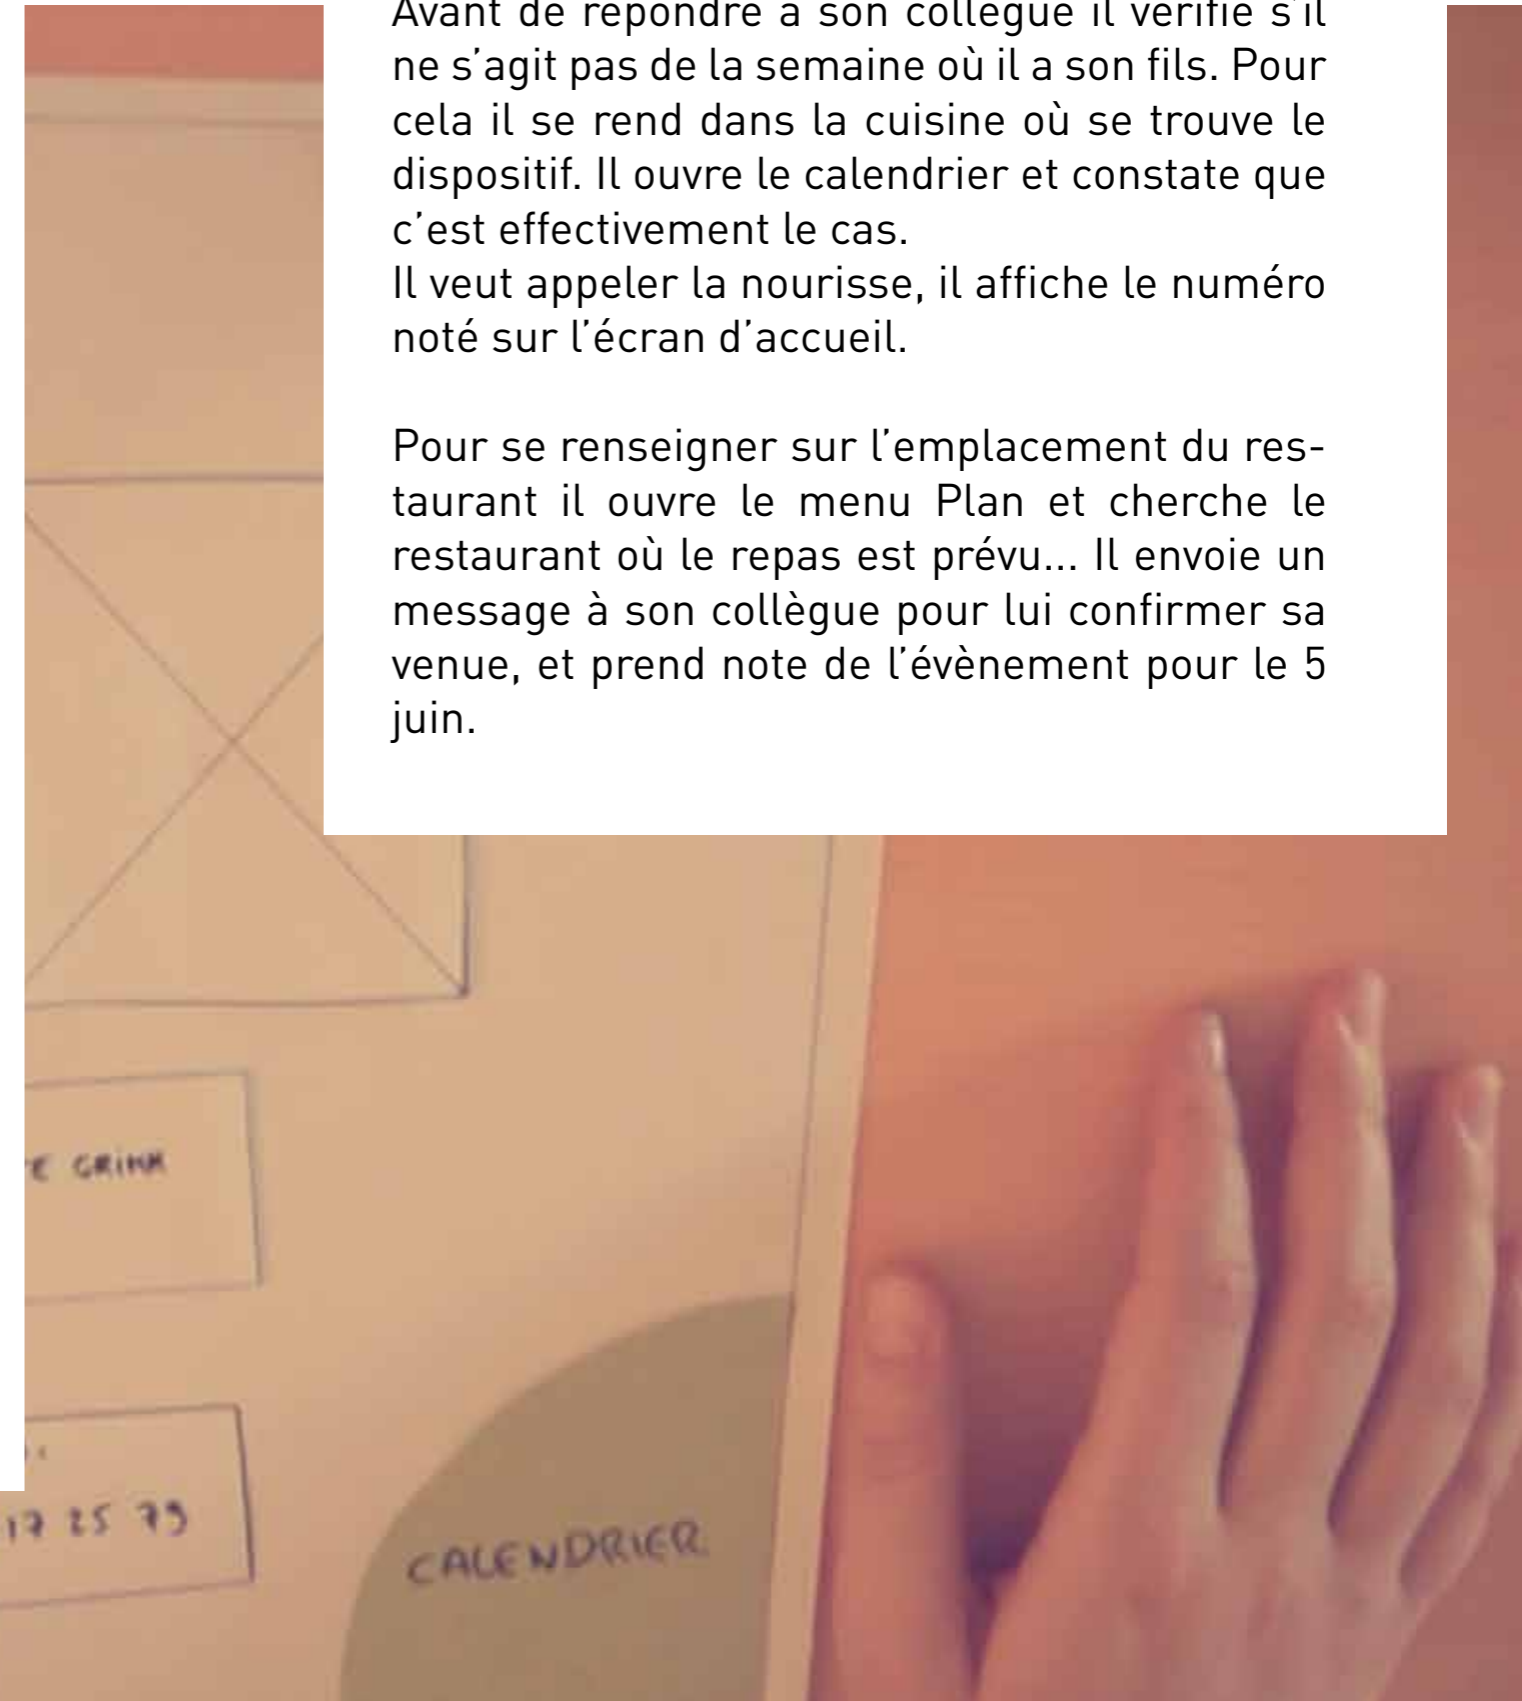 Avant de répondre à son collègue il vérifie s'il
ne s'agit pas de la semaine où il a son fils. Pour
cela il se rend dans la cuisine où se trouve le
dispositif. Il ouvre le calendrier et constate que
c'est effectivement le cas.
Il veut appeler la nourisse, il affiche le numéro
noté sur l'écran d'accueil.
Pour se renseigner sur l'emplacement du res-
taurant il ouvre le menu Plan et cherche le
restaurant où le repas est prévu... Il envoie un
message à son collègue pour lui confirmer sa
venue, et prend note de l'évènement pour le 5
juin.
E GRIMM
17 25 79
CALENDRIER